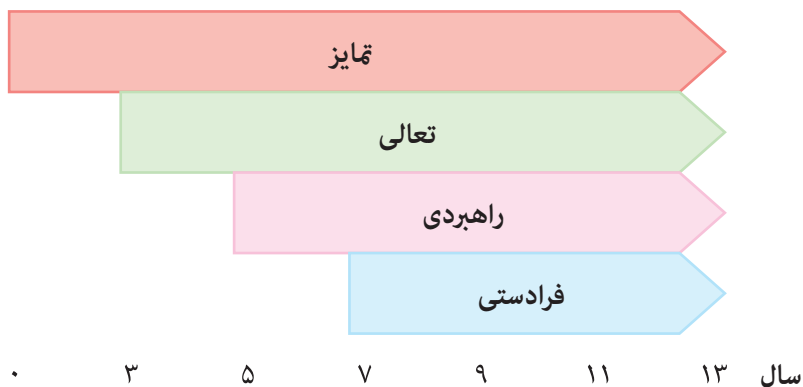 تمایز
تعالی
راهبردی
فرادستی
۰ ۳ ۵ ۷ ۹ ۱۱ ۱۳ سال